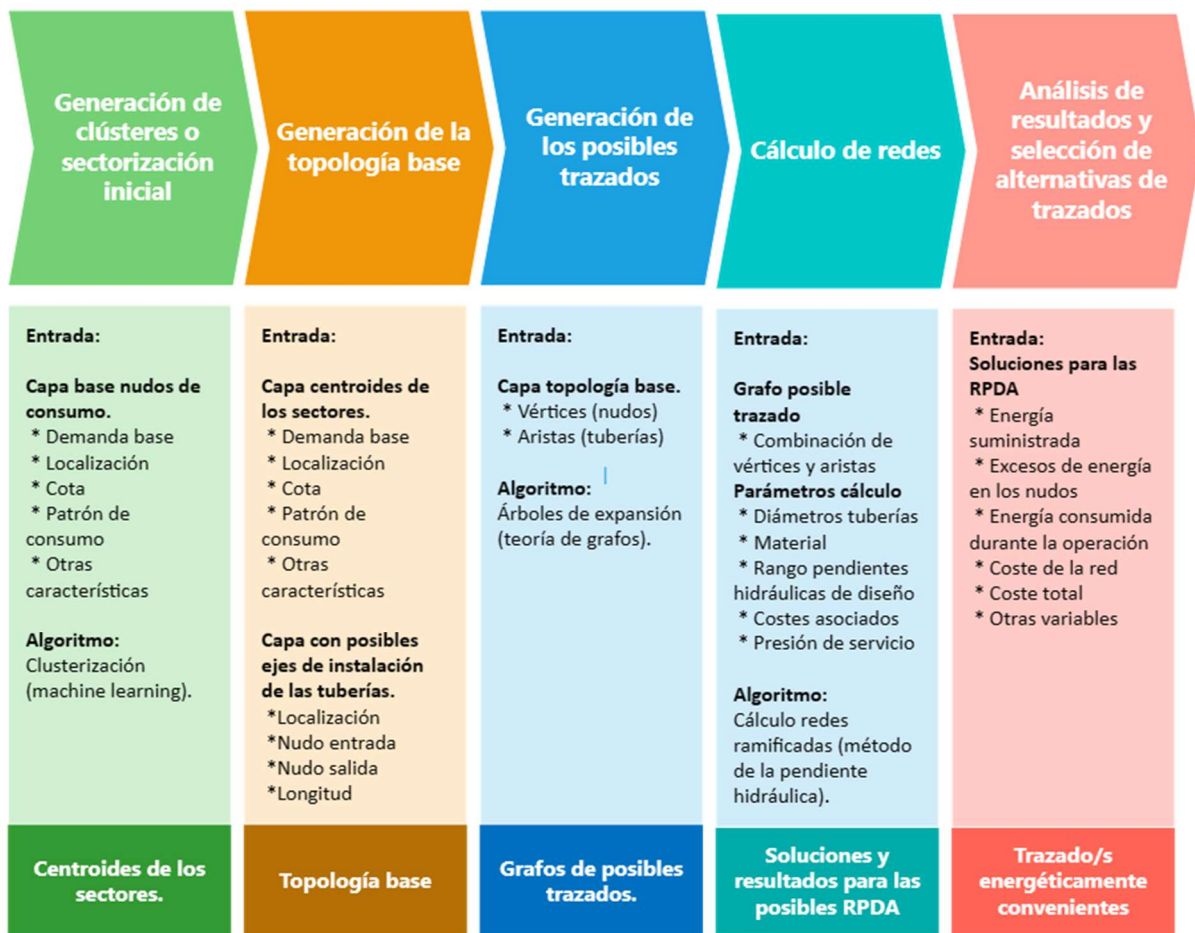 Generación de
clústeres o
sectorización
inicial
Generación de la
topología base
Generación de
los posibles
trazados
Cálculo de redes
Análisis de
resultados y
selección de
alternativas de
trazados
Entrada:
Capa base nudos de
consumo.
* Demanda base
* Localización
* Cota
* Patrón de
consumo
* Otras
características
Algoritmo:
Clusterización
(machine learning).
Entrada:
Capa centroides de
los sectores.
* Demanda base
* Localización
* Cota
* Patrón de
consumo
* Otras
características
Capa con posibles
ejes de instalación
de las tuberías.
*Localización
*Nudo entrada
*Nudo salida
*Longitud
Entrada:
Capa topología base.
* Vértices (nudos)
* Aristas (tuberías)
Algoritmo:
Árboles de expansión
(teoría de grafos).
Entrada:
Grafo posible
trazado
* Combinación de
vértices y aristas
Parámetros cálculo
* Diámetros tuberías
* Material
* Rango pendientes
hidráulicas de diseño
* Costes asociados
* Presión de servicio
Algoritmo:
Cálculo redes
ramificadas (método
de la pendiente
hidráulica).
Entrada:
Soluciones para las
RPDA
* Energía
suministrada
* Excesos de energía
en los nudos
* Energía consumida
durante la operación
* Coste de la red
* Coste total
* Otras variables
Centroides de los
sectores.
Topología base
Grafos de posibles
trazados.
Soluciones y
resultados para las
posibles RPDA
Trazado/s
energéticamente
convenientes